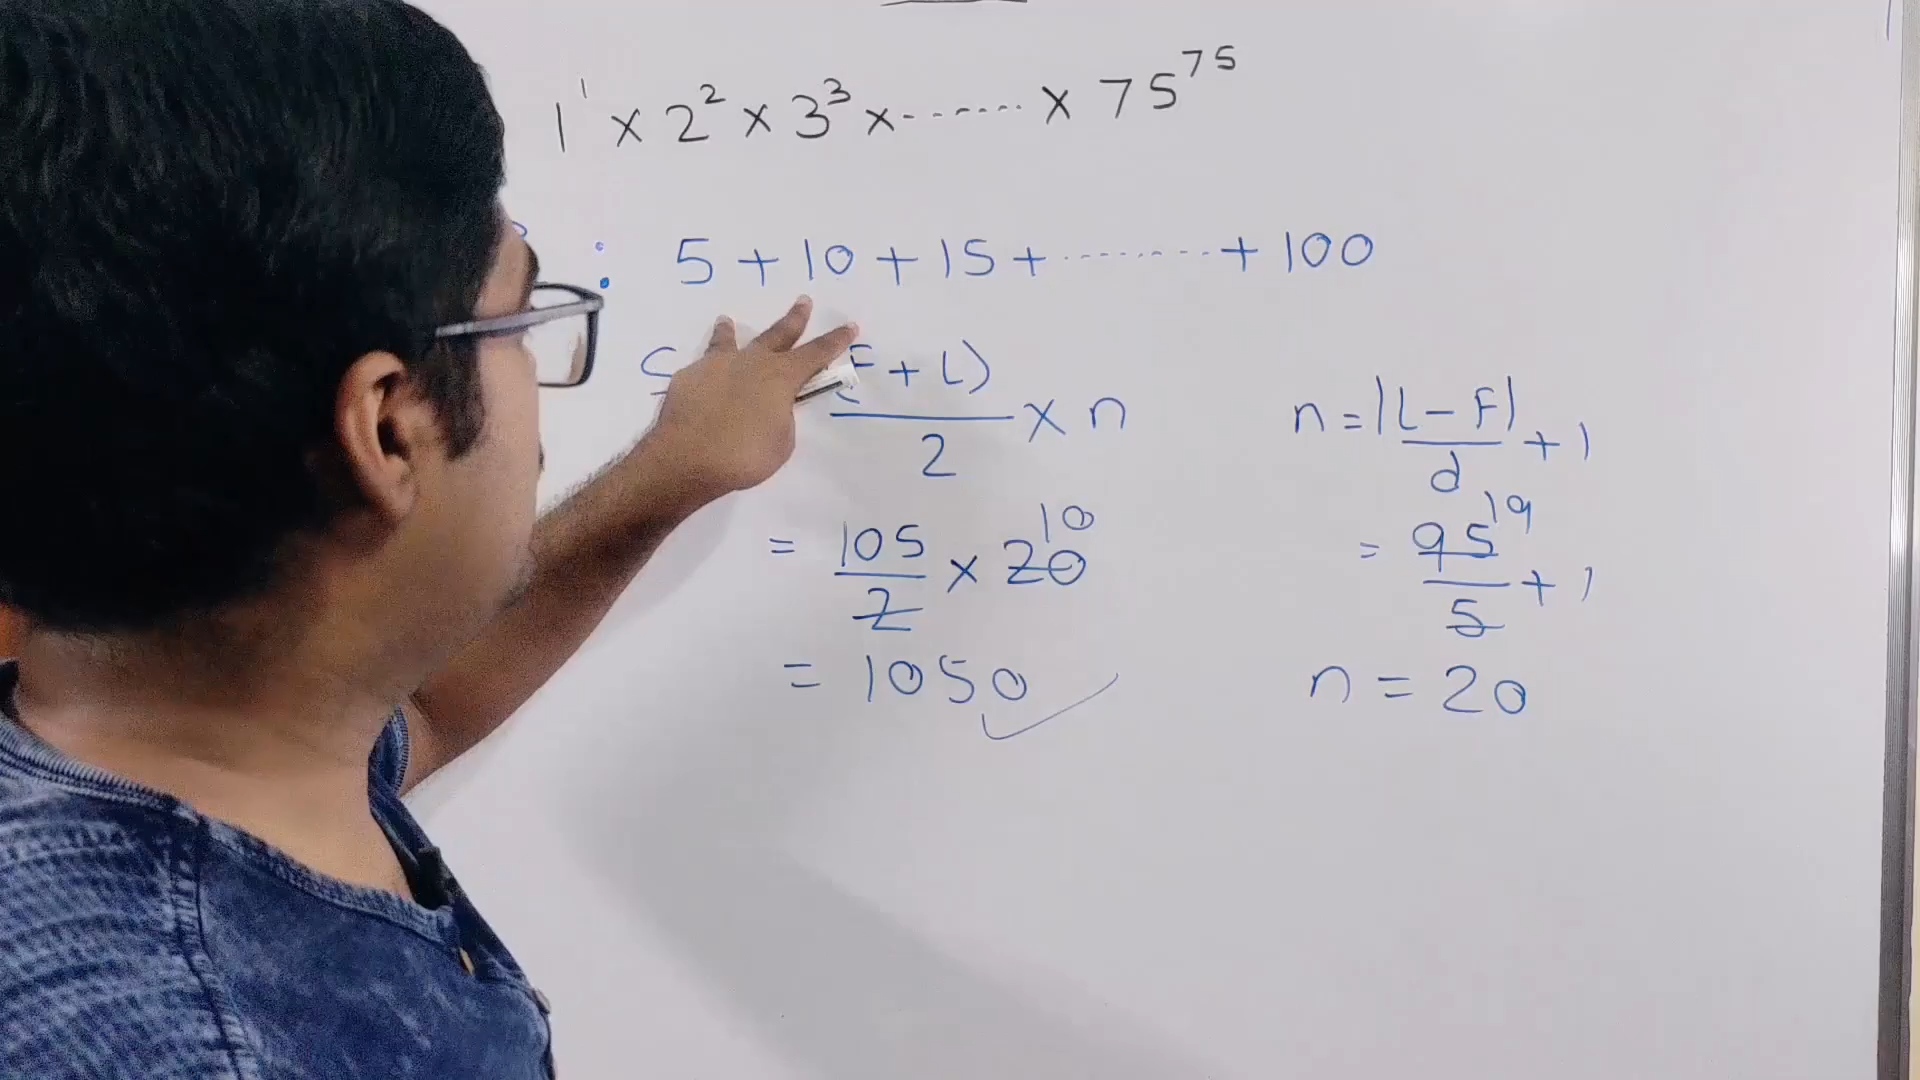 1¹ × 2² × 3³ × ....... × 75⁷⁵
: 5 + 10 + 15 + ......... + 100
(F + L)
2
× n
n = |L - F|
d
+ 1
= 105
2
× 20 10
= 95 19
5
+ 1
= 1050
n = 20